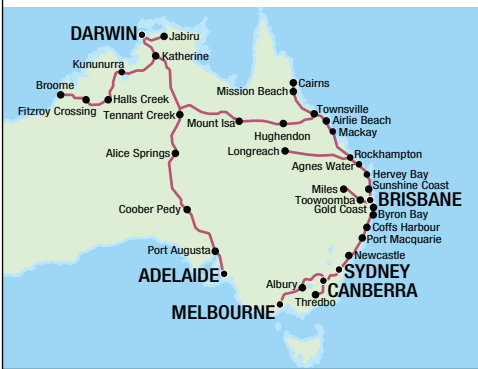 DARWIN
Jabiru
Katherine
Kununurra
Broome
Fitzroy Crossing
Halls Creek
Tennant Creek
Cairns
Mission Beach
Townsville
Airlie Beach
Mackay
Mount Isa
Hughendon
Longreach
Rockhampton
Agnes Water
Alice Springs
Hervey Bay
Sunshine Coast
Miles
BRISBANE
Toowoomba
Gold Coast
Byron Bay
Coober Pedy
Coffs Harbour
Port Macquarie
Port Augusta
Newcastle
ADELAIDE
SYDNEY
Albury
CANBERRA
Thredbo
MELBOURNE